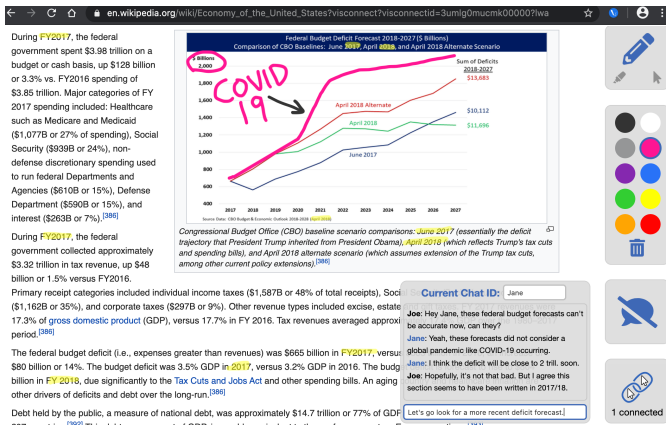 en.wikipedia.org/wiki/Economy_of_the_United_States?visconnect?visconnectid=3umlg0mucmk00000?lwa
During FY2017, the federal
government spent $3.98 trillion on a
budget or cash basis, up $128 billion
or 3.3% vs. FY2016 spending of
$3.85 trillion. Major categories of FY
2017 spending included: Healthcare
such as Medicare and Medicaid
($1,077B or 27% of spending), Social
Security ($939B or 24%), non-
defense discretionary spending used
to run federal Departments and
Agencies ($610B or 15%), Defense
Department ($590B or 15%), and
interest ($263B or 7%).[386]
During FY2017, the federal
government collected approximately
$3.32 trillion in tax revenue, up $48
billion or 1.5% versus FY2016.
Primary receipt categories included individual income taxes ($1,587B or 48% of total receipts), Social
($1,162B or 35%), and corporate taxes ($297B or 9%). Other revenue types included excise, estate
17.3% of gross domestic product (GDP), versus 17.7% in FY 2016. Tax revenues averaged approxi
period.[386]
The federal budget deficit (i.e., expenses greater than revenues) was $665 billion in FY2017, versus
$80 billion or 14%. The budget deficit was 3.5% GDP in 2017, versus 3.2% GDP in 2016. The budg
billion in FY 2018, due significantly to the Tax Cuts and Jobs Act and other spending bills. An aging
other drivers of deficits and debt over the long-run.[386]
Debt held by the public, a measure of national debt, was approximately $14.7 trillion or 77% of GDP
Federal Budget Deficit Forecast 2018-2027 ($ Billions)
Comparison of CBO Baselines: June 2017, April 2018, and April 2018 Alternate Scenario
$ Billions
2,000
1,800
1,600
1,400
1,200
1,000
800
600
400
2017 2018 2019 2020 2021 2022 2023 2024 2025 2026 2027
COVID
19
Sum of Deficits
2018-2027
$13,683
$10,112
$11,696
April 2018 Alternate
April 2018
June 2017
Source Data: CBO Budget & Economic Outlook 2018-2028 (April 2018)
Congressional Budget Office (CBO) baseline scenario comparisons: June 2017 (essentially the deficit
trajectory that President Trump inherited from President Obama), April 2018 (which reflects Trump's tax cuts
and spending bills), and April 2018 alternate scenario (which assumes extension of the Trump tax cuts,
among other current policy extensions).[386]
Current Chat ID: Jane
Joe: Hey Jane, these federal budget forecasts can't
be accurate now, can they?
Jane: Yeah, these forecasts did not consider a
global pandemic like COVID-19 occurring.
Jane: I think the deficit will be close to 2 trill. soon.
Joe: Hopefully, it's not that bad. But I agree this
section seems to have been written in 2017/18.
Let's go look for a more recent deficit forecast,
1 connected